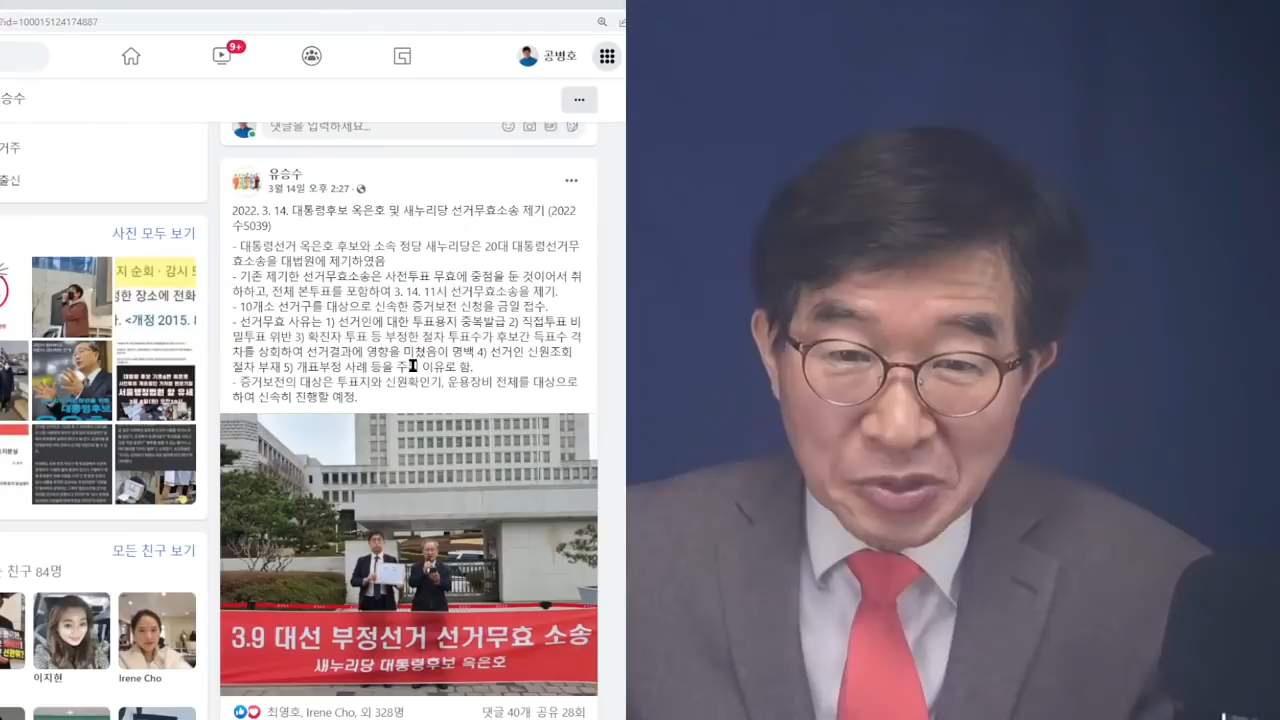 ?id=100015124174887
9+
공병호
승수
...
거주
댓글을 입력하세요...
출신
유승수
3월 14일 오후 2:27
2022. 3. 14. 대통령후보 옥은호 및 새누리당 선거무효소송 제기 (2022
수5039)
- 대통령선거 옥은호 후보와 소속 정당 새누리당은 20대 대통령선거무
효소송을 대법원에 제기하였음
- 기존 제기한 선거무효소송은 사전투표 무효에 중점을 둔 것이어서 취
하하고, 전체 본투표를 포함하여 3. 14. 11시 선거무효소송을 제기.
- 10개소 선거구를 대상으로 신속한 증거보전 신청을 금일 접수.
- 선거무효 사유는 1) 선거인에 대한 투표용지 중복발급 2) 직접투표 비
밀투표 위반 3) 확진자 투표 등 부정한 절차 투표수가 후보간 득표수 격
차를 상회하여 선거결과에 영향을 미쳤음이 명백 4) 선거인 신원조회
절차 부재 5) 개표부정 사례 등을 주 이유로 함.
- 증거보전의 대상은 투표지와 신원확인기, 운용장비 전체를 대상으로
하여 신속히 진행할 예정.
사진 모두 보기
지 순회·감시 또
명한 장소에 전화
다. <개정 2015. 8
대통령후보
모든 친구 보기
친구 84명
이지현
Irene Cho
3.9 대선 부정선거 선거무효 소송
새누리당 대통령후보 옥은호
최영호, Irene Cho, 외 328명
댓글 40개 공유 28회